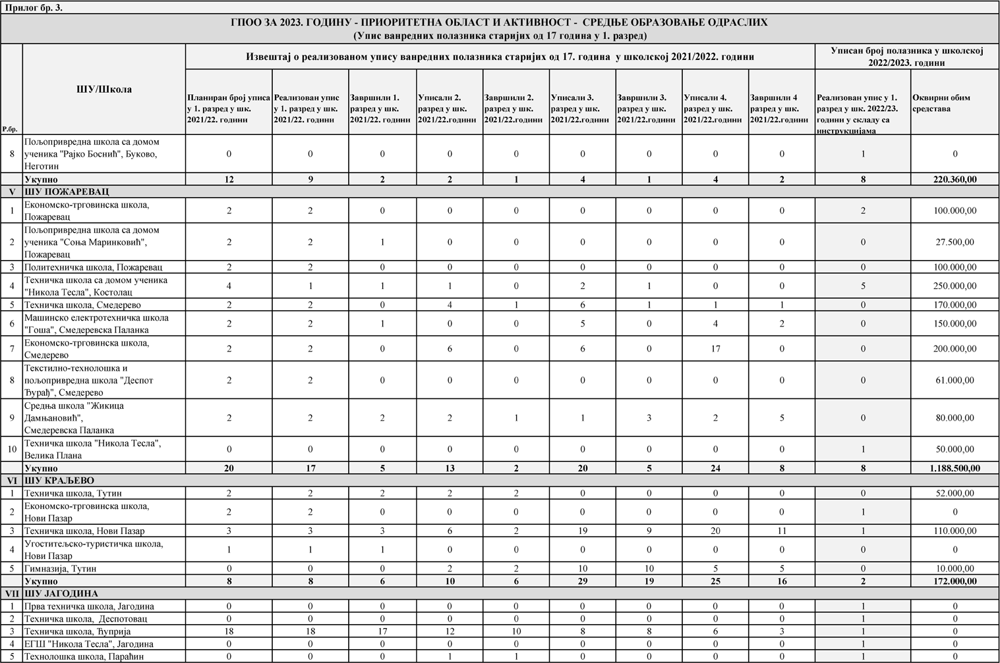 Прилог бр. 3.
ГПОО ЗА 2023. ГОДИНУ - ПРИОРИТЕТНА ОБЛАСТ И АКТИВНОСТ - СРЕДЊЕ ОБРАЗОВАЊЕ ОДРАСЛИХ
(Упис ванредних полазника старијих од 17 година у 1. разред)
Р.бр.
ШУ/Школа
Извештај о реализованом упису ванредних полазника старијих од 17. година у школској 2021/2022. години
Уписан број полазника у школској
2022/2023. години
Планиран број уписа
у 1. разред у шк.
2021/22. години
Реализован упис
у 1. разред у шк.
2021/22. години
Завршили 1.
разред у шк.
2021/22. години
Уписали 2.
разред у шк.
2021/22.години
Завршили 2.
разред у шк.
2021/22.години
Уписали 3.
разред у шк.
2021/22.години
Завршили 3.
разред у шк.
2021/22.години
Уписали 4.
разред у шк.
2021/22.години
Завршили 4
разред у шк.
2021/22.години
Реализован упис у 1.
разред у шк. 2022/23.
години у складу са
инструкцијама
Оквирни обим
средстава
8 Пољопривредна школа са домом
ученика "Рајко Боснић", Буково,
Неготин
0 0 0 0 0 0 0 0 0 1 0
Укупно 12 9 2 2 1 4 1 4 2 8 220.360,00
V ШУ ПОЖАРЕВАЦ
1 Економско-трговинска школа,
Пожаревац
2 2 0 0 0 0 0 0 0 2 100.000,00
2 Пољопривредна школа са домом
ученика "Соња Маринковић",
Пожаревац
2 2 1 0 0 0 0 0 0 0 27.500,00
3 Политехничка школа, Пожаревац 2 2 0 0 0 0 0 0 0 0 100.000,00
4 Техничка школа са домом ученика
"Никола Тесла", Костолац
4 1 1 1 0 2 1 0 0 5 250.000,00
5 Техничка школа, Смедерево 2 2 0 4 1 6 1 1 1 0 170.000,00
6 Машинско електротехничка школа
"Гоша", Смедеревска Паланка
2 2 1 0 0 5 0 4 2 0 150.000,00
7 Економско-трговинска школа,
Смедерево
2 2 0 6 0 6 0 17 0 0 200.000,00
8 Текстилно-технолошка и
пољопривредна школа "Деспот
Ђурађ", Смедерево
2 2 0 0 0 0 0 0 0 0 61.000,00
9 Средња школа "Жикица
Дамњановић",
Смедеревска Паланка
2 2 2 2 1 1 3 2 5 0 80.000,00
10 Техничка школа "Никола Тесла",
Велика Плана
0 0 0 0 0 0 0 0 0 1 50.000,00
Укупно 20 17 5 13 2 20 5 24 8 8 1.188.500,00
VI ШУ КРАЉЕВО
1 Техничка школа, Тутин 2 2 2 2 2 0 0 0 0 0 52.000,00
2 Економско-трговинска школа,
Нови Пазар
2 2 0 0 0 0 0 0 0 1 0
3 Техничка школа, Нови Пазар 3 3 3 6 2 19 9 20 11 1 110.000,00
4 Угоститељско-туристичка школа,
Нови Пазар
1 1 1 0 0 0 0 0 0 0 0
5 Гимназија, Тутин 0 0 0 2 2 10 10 5 5 0 10.000,00
Укупно 8 8 6 10 6 29 19 25 16 2 172.000,00
VII ШУ ЈАГОДИНА
1 Прва техничка школа, Јагодина 0 0 0 0 0 0 0 0 0 1 0
2 Техничка школа, Деспотовац 0 0 0 0 0 0 0 0 0 1 0
3 Техничка школа, Ћуприја 18 18 17 12 10 8 8 6 3 1 0
4 ЕГШ "Никола Тесла", Јагодина 0 0 0 0 0 0 0 0 0 1 0
5 Технолошка школа, Параћин 0 0 0 1 1 0 0 0 0 1 0